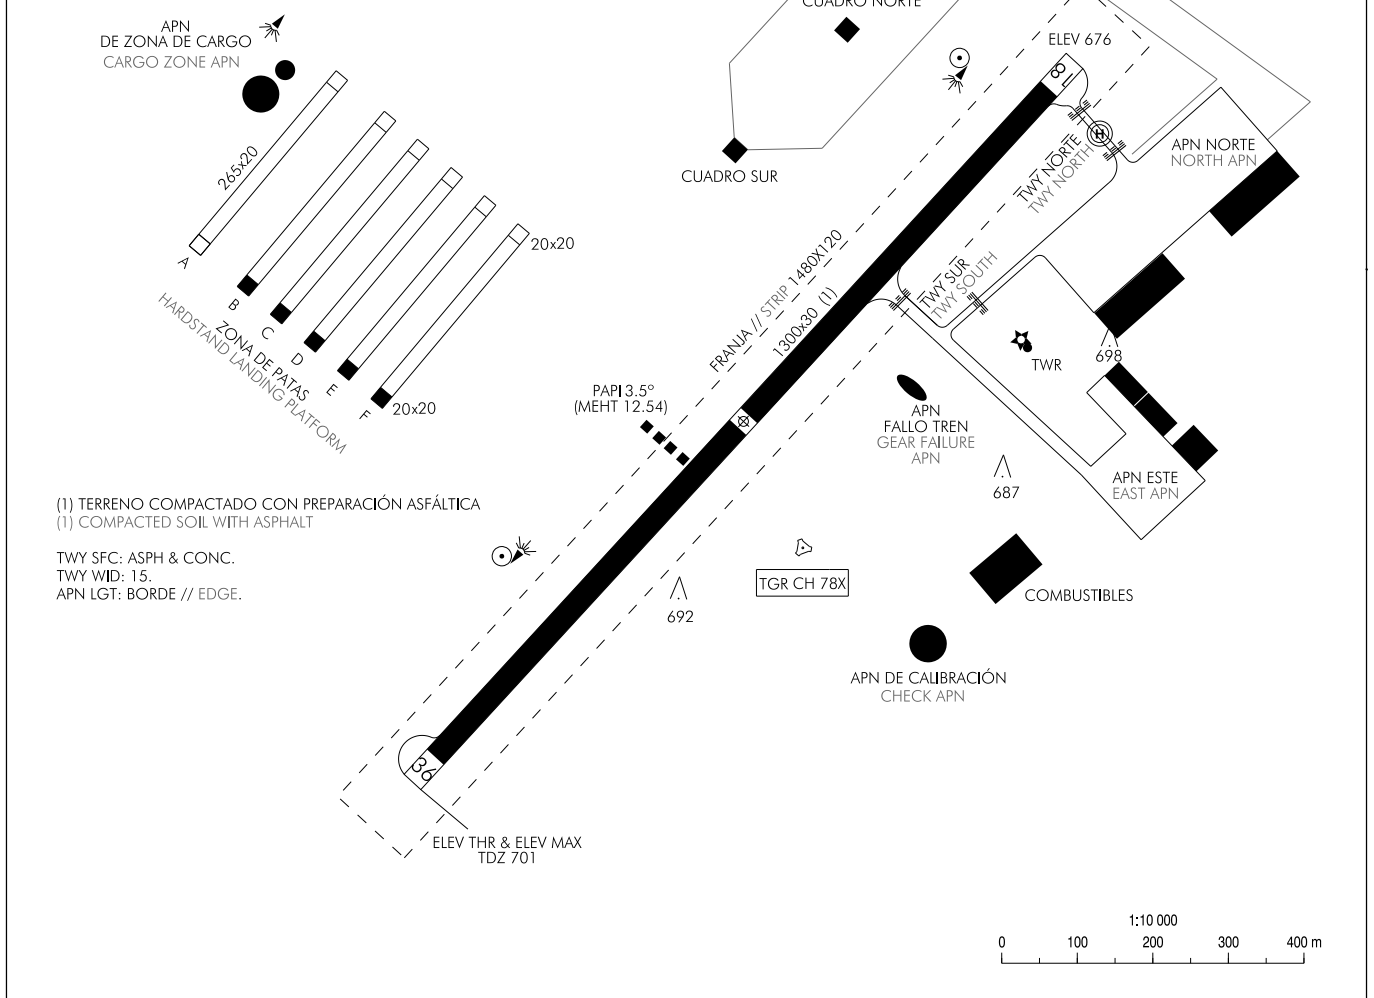 CUADRO NORTE
APN
DE ZONA DE CARGO
CARGO ZONE APN
ELEV 676
18
H
APN NORTE
NORTH APN
TWY NORTE
TWY NORTH
CUADRO SUR
265x20
A
B
C
D
E
F
20x20
20x20
ZONA DE PATAS
HARDSTAND LANDING PLATFORM
FRANJA // STRIP 1480X120
1300x30 (1)
TWY SUR
TWY SOUTH
TWR
698
PAPI 3.5º
(MEHT 12.54)
APN
FALLO TREN
GEAR FAILURE
APN
687
APN ESTE
EAST APN
(1) TERRENO COMPACTADO CON PREPARACIÓN ASFÁLTICA
(1) COMPACTED SOIL WITH ASPHALT
TWY SFC: ASPH & CONC.
TWY WID: 15.
APN LGT: BORDE // EDGE.
TGR CH 78X
692
COMBUSTIBLES
APN DE CALIBRACIÓN
CHECK APN
36
ELEV THR & ELEV MAX
TDZ 701
1:10 000
0 100 200 300 400 m